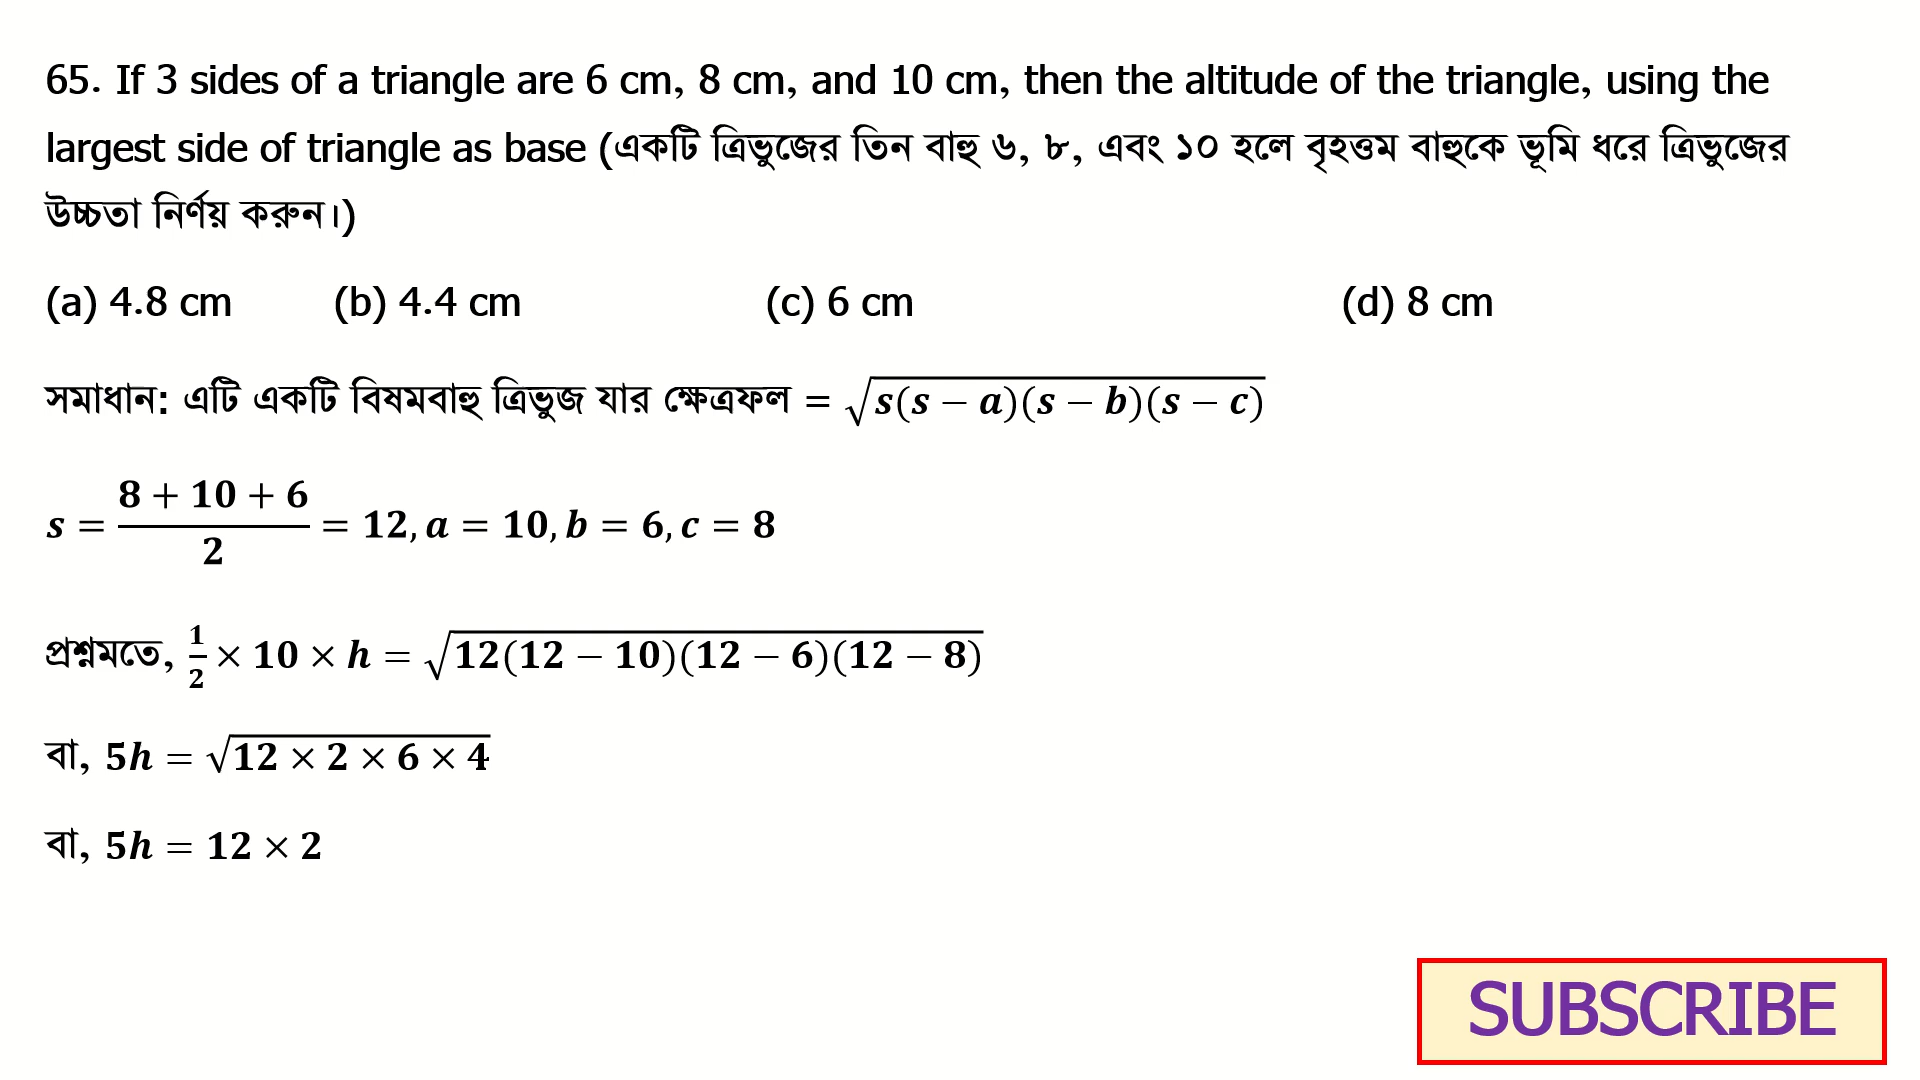 65. If 3 sides of a triangle are 6 cm, 8 cm, and 10 cm, then the altitude of the triangle, using the
largest side of triangle as base (একটি ত্রিভুজের তিন বাহু ৬, ৮, এবং ১০ হলে বৃহত্তম বাহুকে ভূমি ধরে ত্রিভুজের
উচ্চতা নির্ণয় করুন।)
(a) 4.8 cm (b) 4.4 cm (c) 6 cm (d) 8 cm
সমাধান: এটি একটি বিষমবাহু ত্রিভুজ যার ক্ষেত্রফল = √s(s − a)(s − b)(s − c)
s = (8 + 10 + 6)/2 = 12, a = 10, b = 6, c = 8
প্রশ্নমতে, 1/2 × 10 × h = √12(12 − 10)(12 − 6)(12 − 8)
বা, 5h = √12 × 2 × 6 × 4
বা, 5h = 12 × 2
SUBSCRIBE